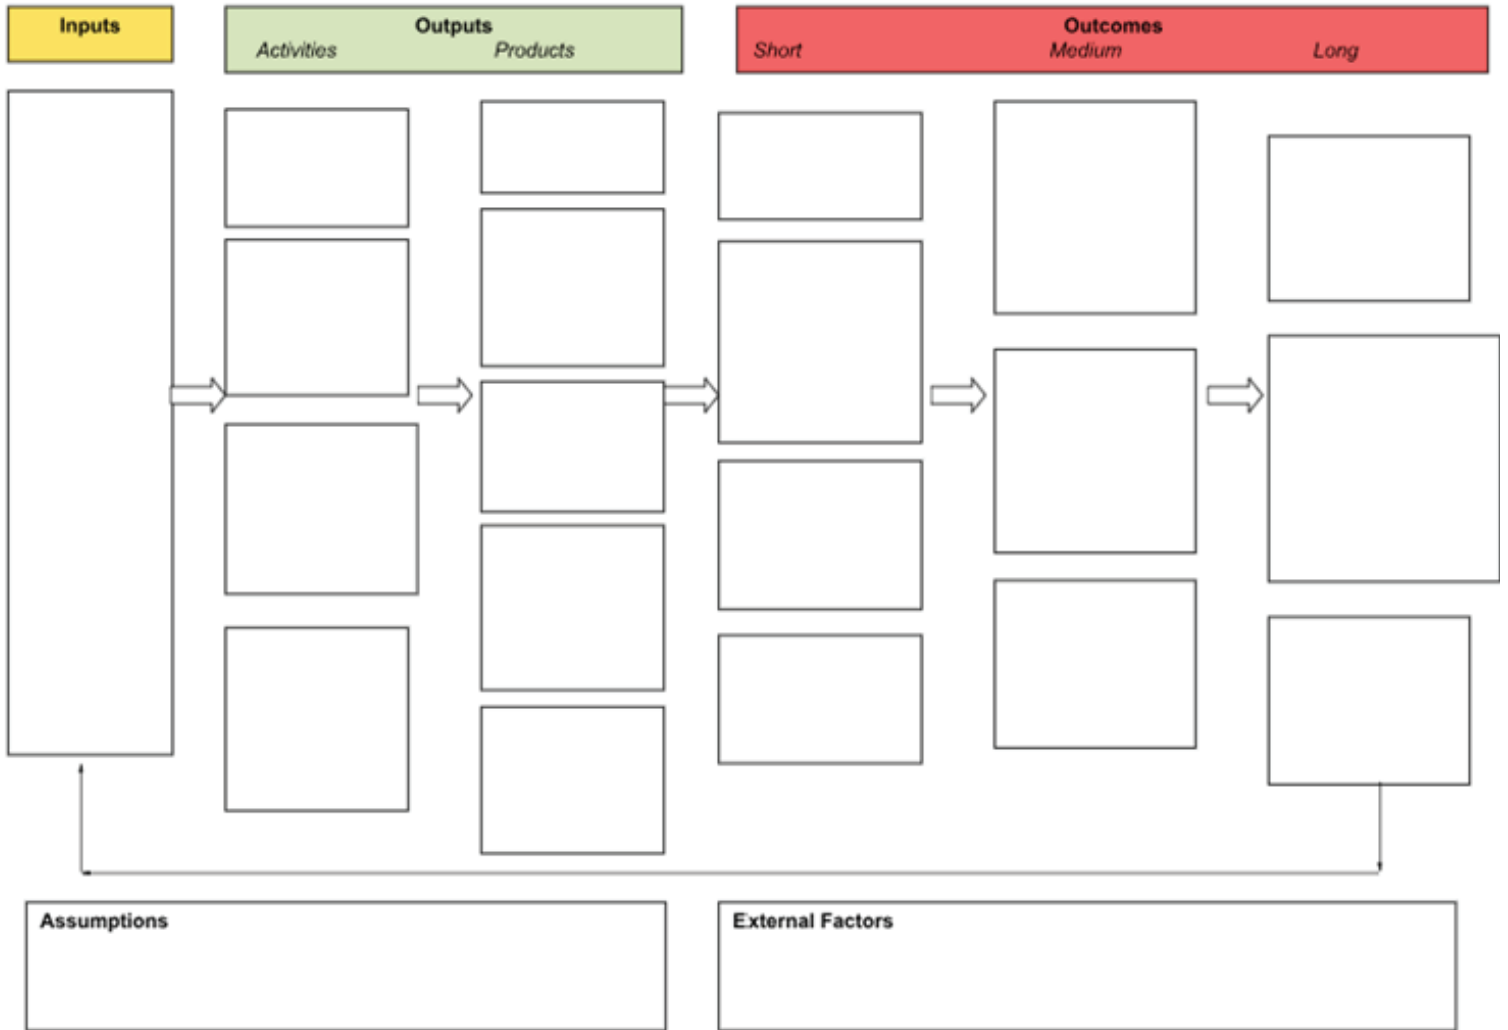 Inputs
Outputs
Activities Products
Outcomes
Short Medium Long
Assumptions
External Factors